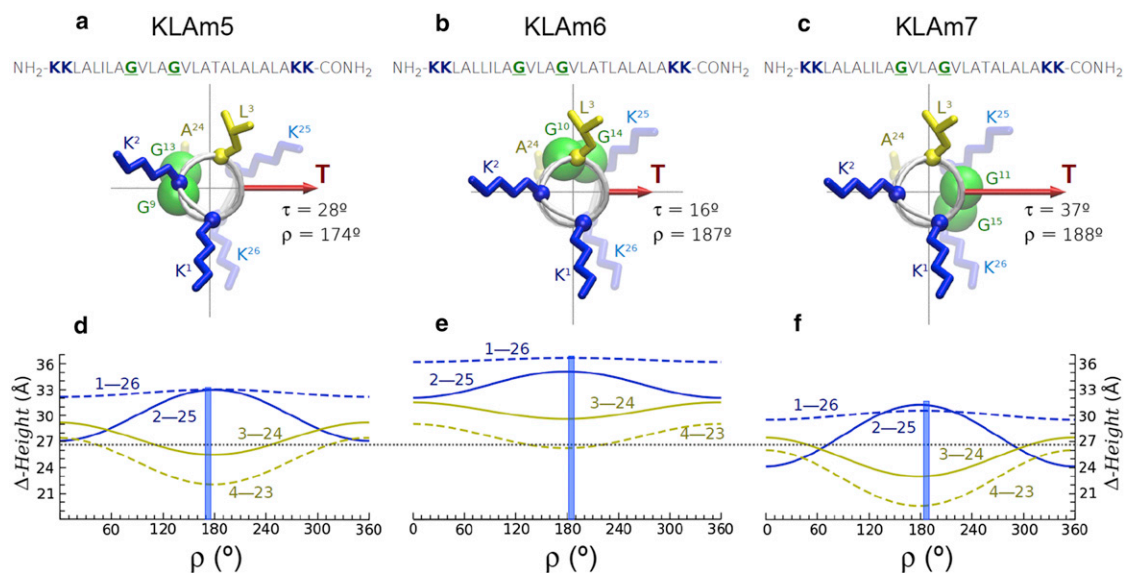 a KLAm5
b KLAm6
c KLAm7
NH2-KKLALILAGVLAGVLATALALAKK-CONH2
NH2-KKLALLILAGVLAGVLATLALAKK-CONH2
NH2-KKLALALILAGVLAGVLATALAKK-CONH2
L3
A24
K25
G13
K2
T
G9
τ = 28º
ρ = 174º
K1
K26
L3
G10
G14
K25
A24
K2
T
τ = 16º
ρ = 187º
K1
K26
L3
K25
A24
K2
G11
T
G15
τ = 37º
ρ = 188º
K1
K26
d
e
f
Δ-Height (Å)
36
33
30
27
24
21
1—26
2—25
3—24
4—23
60 120 180 240 300 360
ρ (º)
1—26
2—25
3—24
4—23
0 60 120 180 240 300 360
ρ (º)
1—26
2—25
3—24
4—23
0 60 120 180 240 300 360
ρ (º)
36
33
30
27
24
21
Δ-Height (Å)